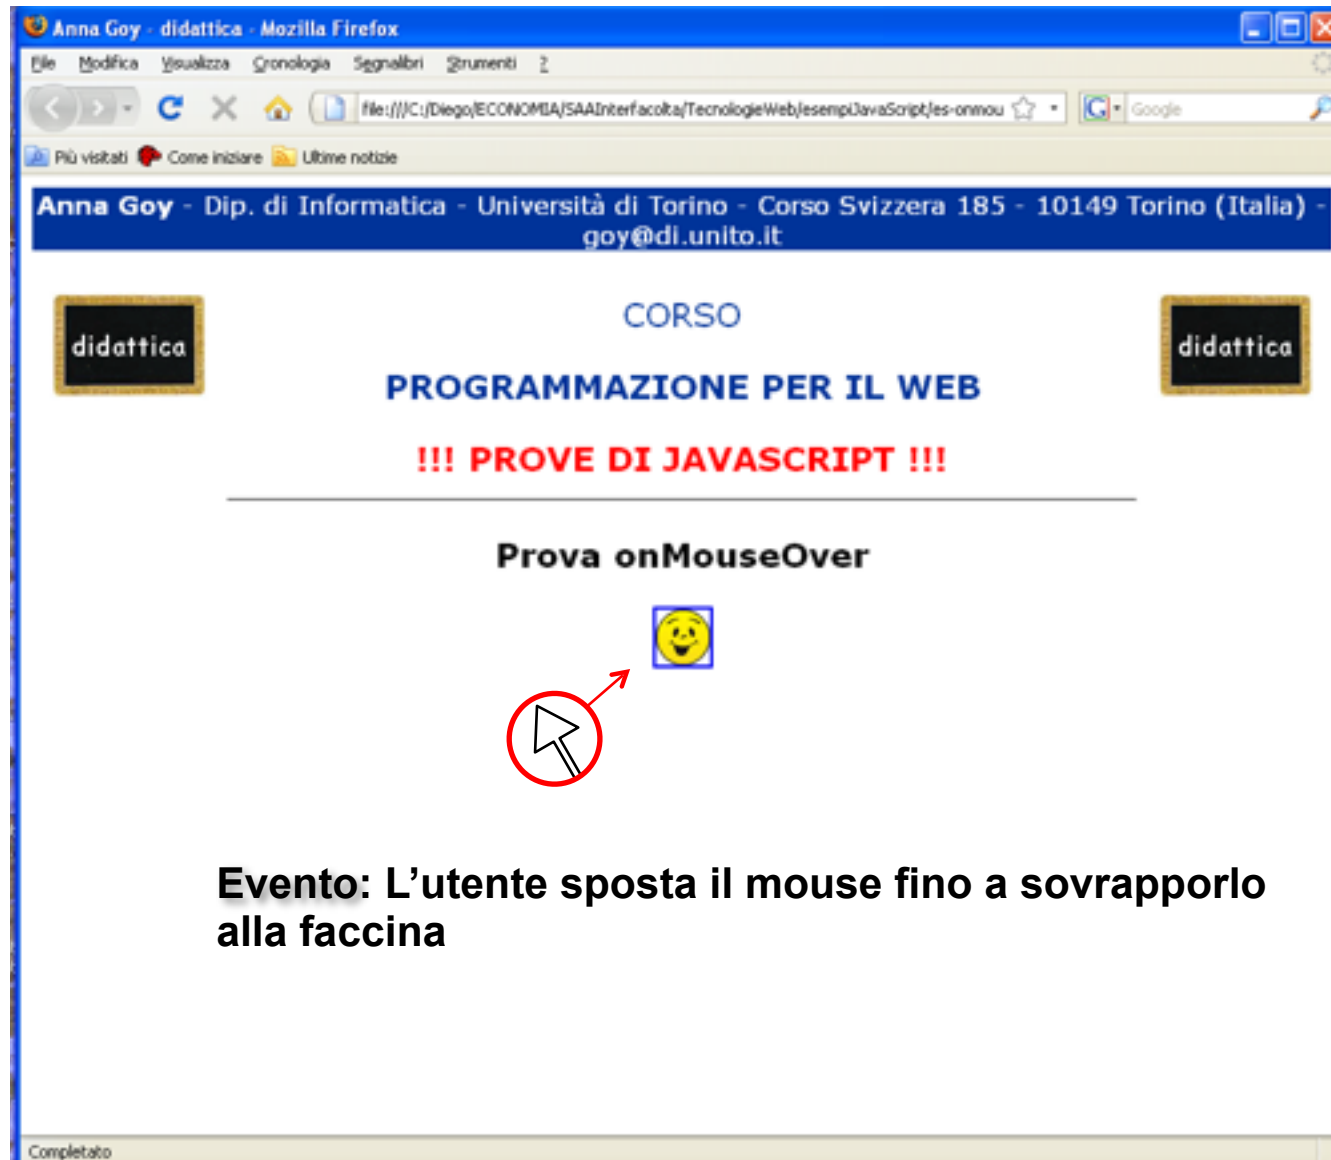 Anna Goy - didattica - Mozilla Firefox
File Modifica Visualizza Cronologia Segnalibri Strumenti ?
file:///C:/Diego/ECONOMIA/SAAInterfacolta/TecnologieWeb/esempiJavaScript/es-onmou Google
Più visitati Come iniziare Ultime notizie
Anna Goy - Dip. di Informatica - Università di Torino - Corso Svizzera 185 - 10149 Torino (Italia) -
goy@di.unito.it
didattica
CORSO
didattica
PROGRAMMAZIONE PER IL WEB
!!! PROVE DI JAVASCRIPT !!!
Prova onMouseOver
Evento: L’utente sposta il mouse fino a sovrapporlo
alla faccina
Completato